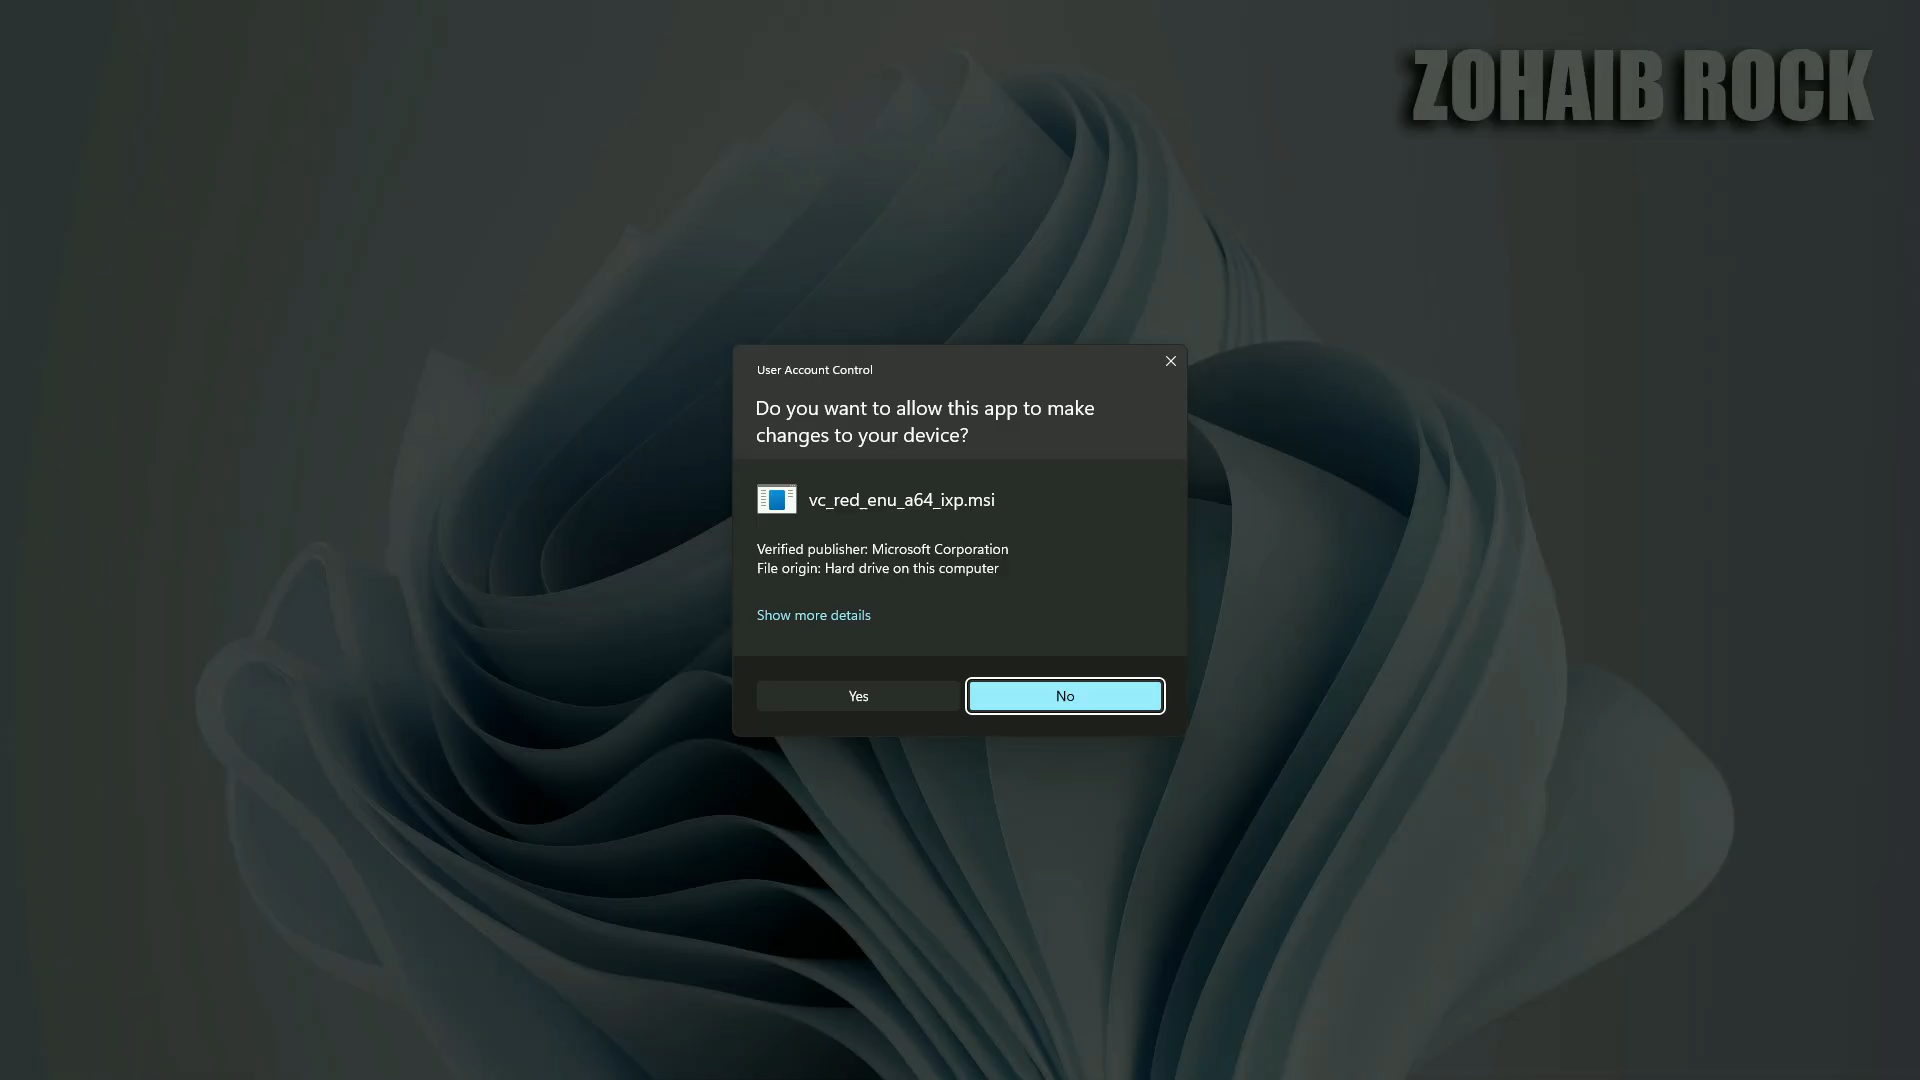 ZOHAIB ROCK
User Account Control
Do you want to allow this app to make
changes to your device?
vc_red_enu_a64_ixp.msi
Verified publisher: Microsoft Corporation
File origin: Hard drive on this computer
Show more details
Yes
No